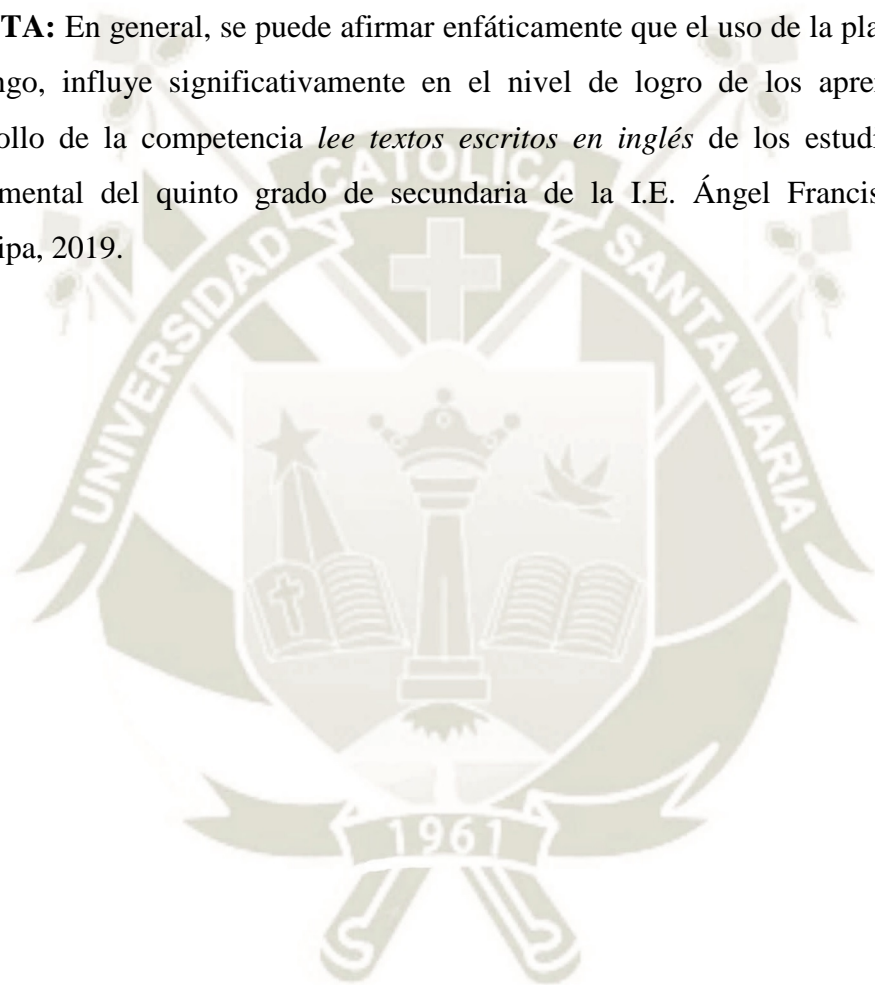 TA: En general, se puede afirmar enfáticamente que el uso de la pla
ngo, influye significativamente en el nivel de logro de los apre
ollo de la competencia lee textos escritos en inglés de los estudi
mental del quinto grado de secundaria de la I.E. Ángel Francis
ipa, 2019.
UNIVERSIDAD CATOLICA SANTA MARIA
1961